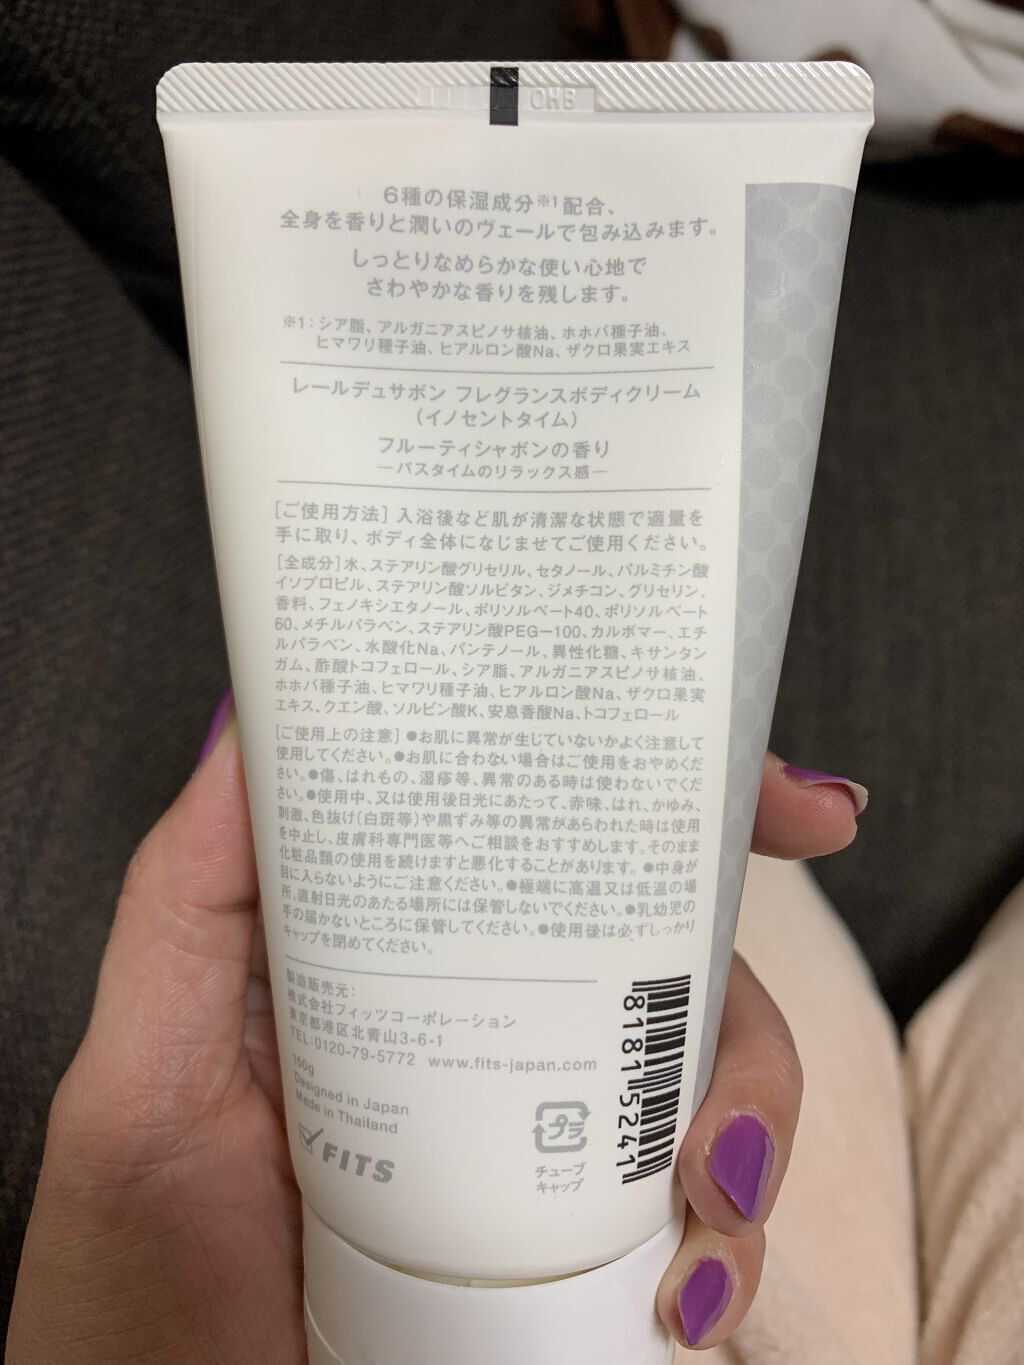 CHB
6種の保湿成分※1配合、
全身を香りと潤いのヴェールで包み込みます。
しっとりなめらかな使い心地で
さわやかな香りを残します。
※1：シア脂、アルガニアスピノサ核油、ホホバ種子油、
ヒマワリ種子油、ヒアルロン酸Na、ザクロ果実エキス
レールデュサボン フレグランスボディクリーム
（イノセントタイム）
フルーティシャボンの香り
―バスタイムのリラックス感―
［ご使用方法］入浴後など肌が清潔な状態で適量を
手に取り、ボディ全体になじませてご使用ください。
［全成分］水、ステアリン酸グリセリル、セタノール、パルミチン酸
イソプロピル、ステアリン酸ソルビタン、ジメチコン、グリセリン、
香料、フェノキシエタノール、ポリソルベート40、ポリソルベート
60、メチルパラベン、ステアリン酸PEG－100、カルボマー、エチ
ルパラベン、水酸化Na、パンテノール、異性化糖、キサンタン
ガム、酢酸トコフェロール、シア脂、アルガニアスピノサ核油、
ホホバ種子油、ヒマワリ種子油、ヒアルロン酸Na、ザクロ果実
エキス、クエン酸、ソルビン酸K、安息香酸Na、トコフェロール
［ご使用上の注意］●お肌に異常が生じていないかよく注意して
使用してください。●お肌に合わない場合はご使用をおやめくだ
さい。●傷、はれもの、湿疹等、異常のある時は使わないでくだ
さい。●使用中、又は使用後日光にあたって、赤味、はれ、かゆみ、
刺激、色抜け（白斑等）や黒ずみ等の異常があらわれた時は使用
を中止し、皮膚科専門医等へご相談をおすすめします。そのまま
化粧品類の使用を続けますと悪化することがあります。●中身が
目に入らないようにご注意ください。●極端に高温又は低温の場
所、直射日光のあたる場所には保管しないでください。●乳幼児の
手の届かないところに保管してください。●使用後は必ずしっかり
キャップを閉めてください。
製造販売元：
株式会社フィッツコーポレーション
東京都港区北青山3-6-1
TEL:0120-79-5772 www.fits-japan.com
150g
Designed in Japan
Made in Thailand
FITS
プラ
チューブ
キャップ
81815241